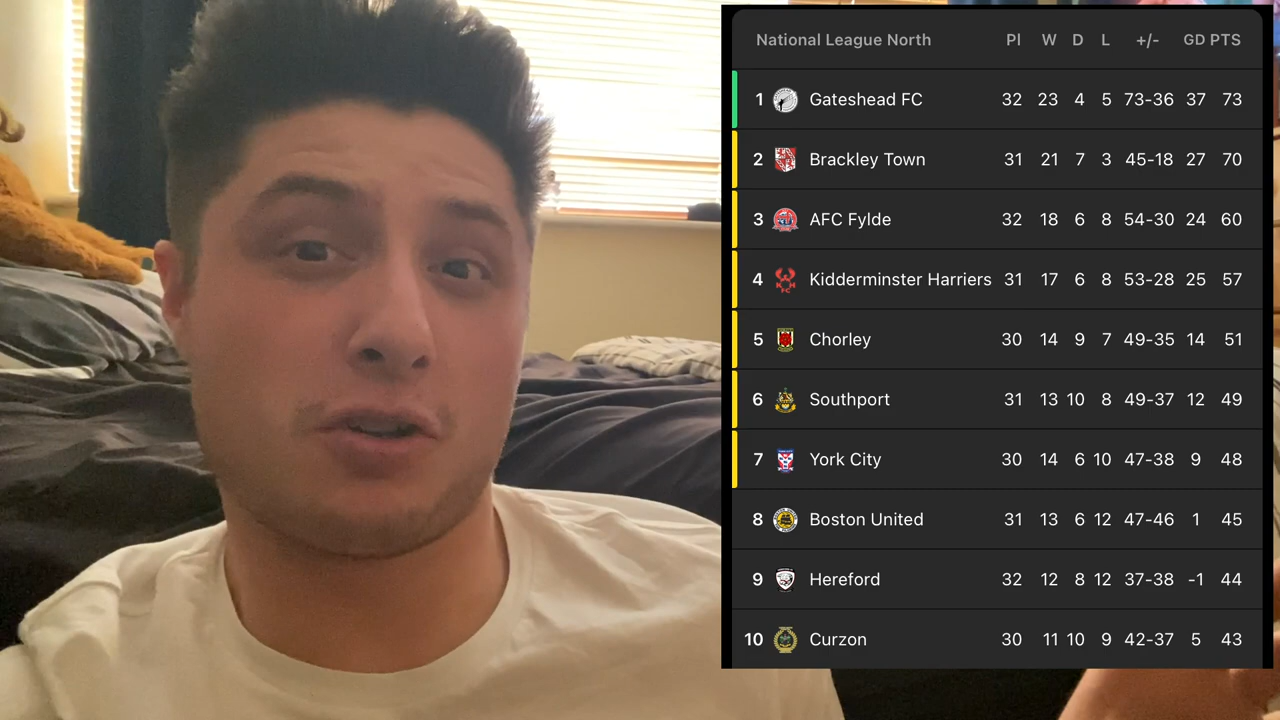 National League North Pl W D L +/- GD PTS
1 Gateshead FC 32 23 4 5 73-36 37 73
2 Brackley Town 31 21 7 3 45-18 27 70
3 AFC Fylde 32 18 6 8 54-30 24 60
4 Kidderminster Harriers 31 17 6 8 53-28 25 57
5 Chorley 30 14 9 7 49-35 14 51
6 Southport 31 13 10 8 49-37 12 49
7 York City 30 14 6 10 47-38 9 48
8 Boston United 31 13 6 12 47-46 1 45
9 Hereford 32 12 8 12 37-38 -1 44
10 Curzon 30 11 10 9 42-37 5 43